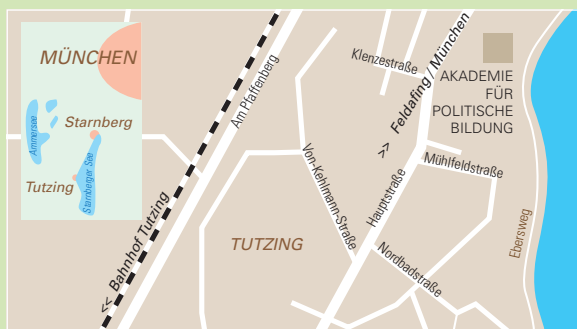 MÜNCHEN
Starnberg
Ammersee
Tutzing
Starnberger See
Am Pfaffenberg
<< Bahnhof Tutzing
TUTZING
Von-Kehlmann-Straße
Klenzestraße
>> Feldafing / München
Hauptstraße
AKADEMIE
FÜR
POLITISCHE
BILDUNG
Mühlfeldstraße
Nordbadstraße
Ebersweg